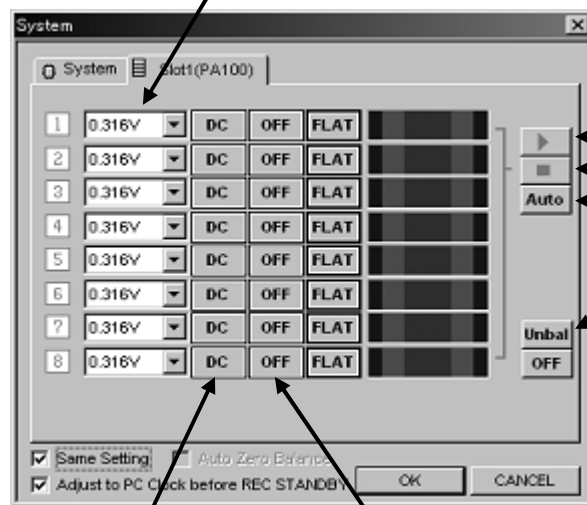 System
System Slot1(PA100)
1 0.316V DC OFF FLAT
2 0.316V DC OFF FLAT
3 0.316V DC OFF FLAT
Auto
4 0.316V DC OFF FLAT
5 0.316V DC OFF FLAT
6 0.316V DC OFF FLAT
7 0.316V DC OFF FLAT
Unbal
8 0.316V DC OFF FLAT
OFF
Same Setting Auto Zero Balance
Adjust to PC Clock before REC STANDBY
OK CANCEL